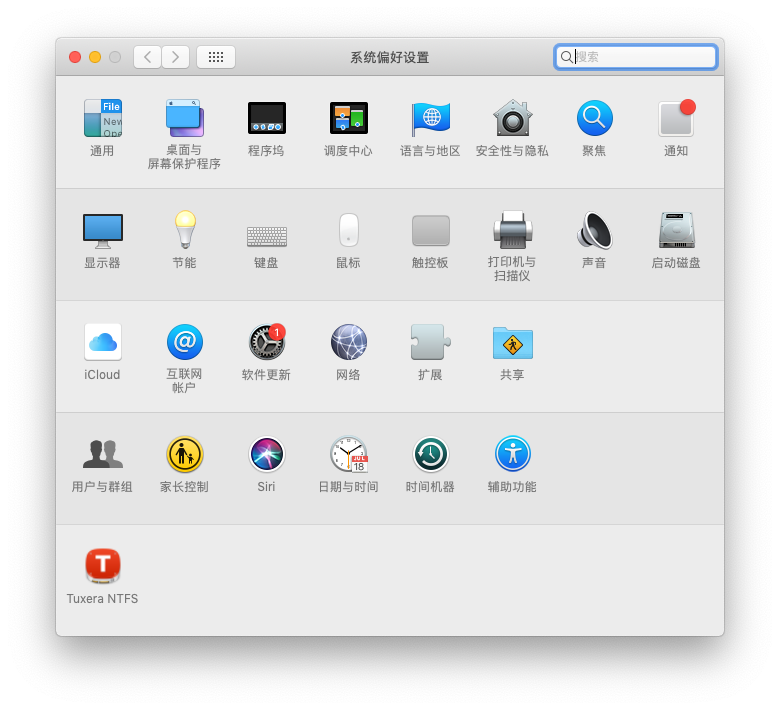 系统偏好设置
搜索
File
New
Ope
通用
桌面与
屏幕保护程序
程序坞
调度中心
语言与地区
安全性与隐私
聚焦
通知
显示器
节能
键盘
鼠标
触控板
打印机与
扫描仪
声音
启动磁盘
iCloud
@
互联网
帐户
1
软件更新
网络
扩展
共享
用户与群组
家长控制
Siri
JUL
18
日期与时间
时间机器
辅助功能
T
Tuxera NTFS